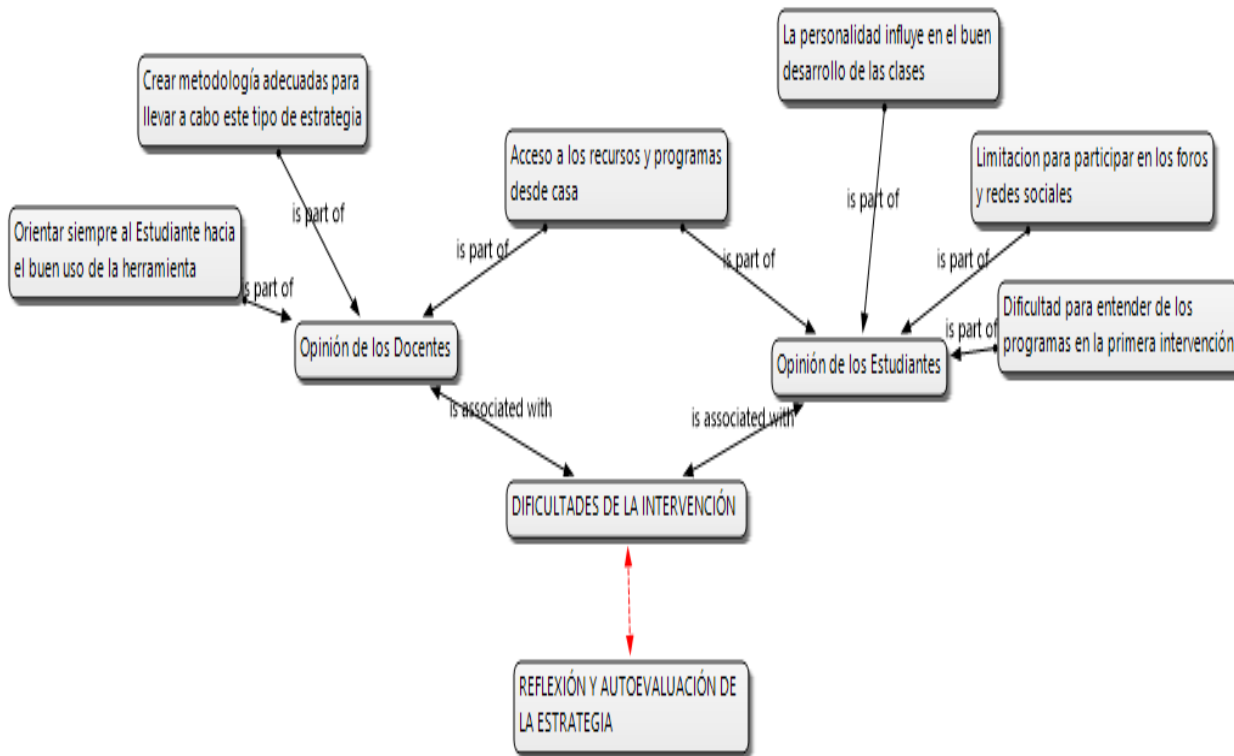 La personalidad influye en el buen
desarrollo de las clases
Crear metodología adecuadas para
llevar a cabo este tipo de estrategia
Acceso a los recursos y programas
desde casa
Limitacion para participar en los foros
y redes sociales
is part of
is part of
Orientar siempre al Estudiante hacia
el buen uso de la herramienta
is part of
is part of
is part of
is part of
Dificultad para entender de los
programas en la primera intervención
is part of
Opinión de los Docentes
Opinión de los Estudiantes
is associated with
is associated with
DIFICULTADES DE LA INTERVENCIÓN
REFLEXIÓN Y AUTOEVALUACIÓN DE
LA ESTRATEGIA